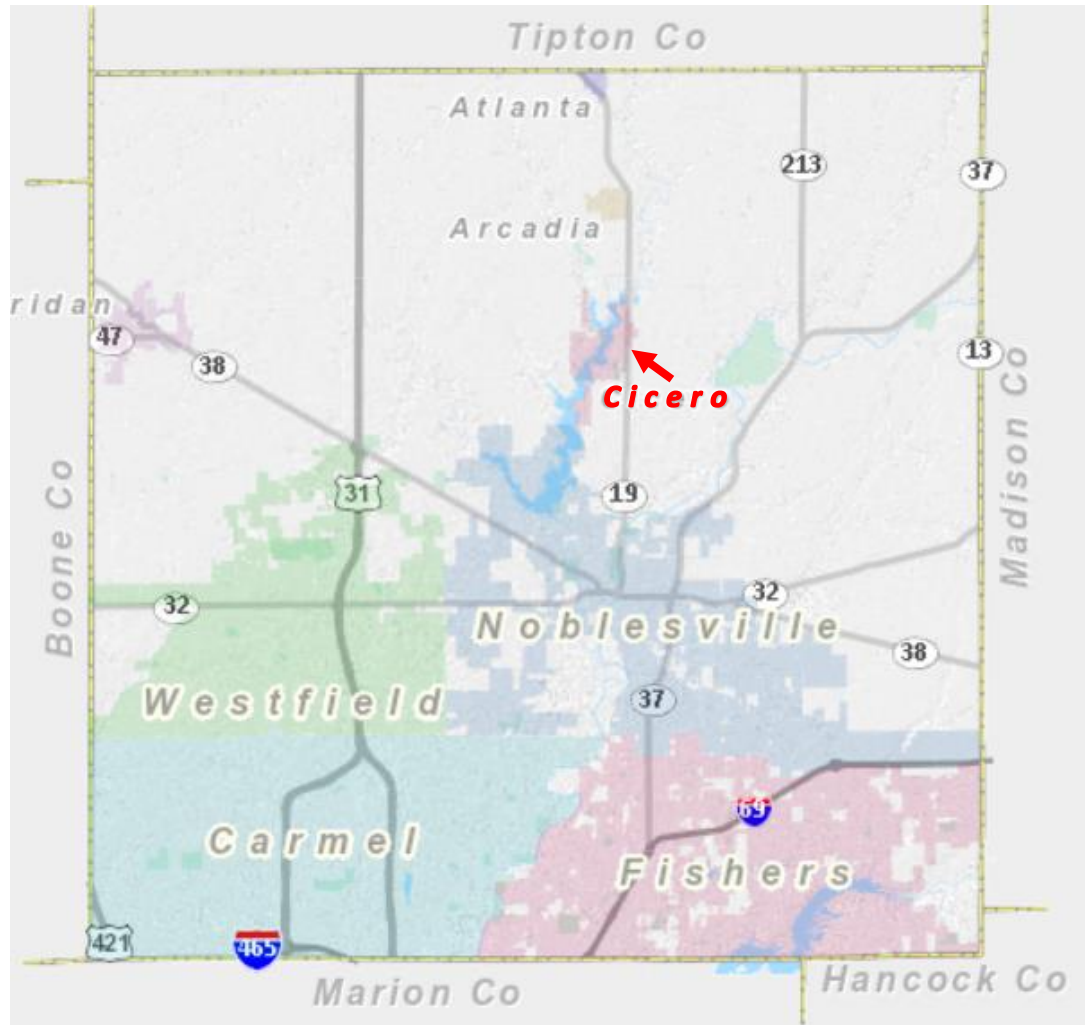 Tipton Co
Atlanta
213
37
Arcadia
ridan
47
38
13
Cicero
Madison Co
Boone Co
31
19
32
32
Noblesville
38
Westfield
37
69
Carmel
Fishers
421
465
Marion Co
Hancock Co